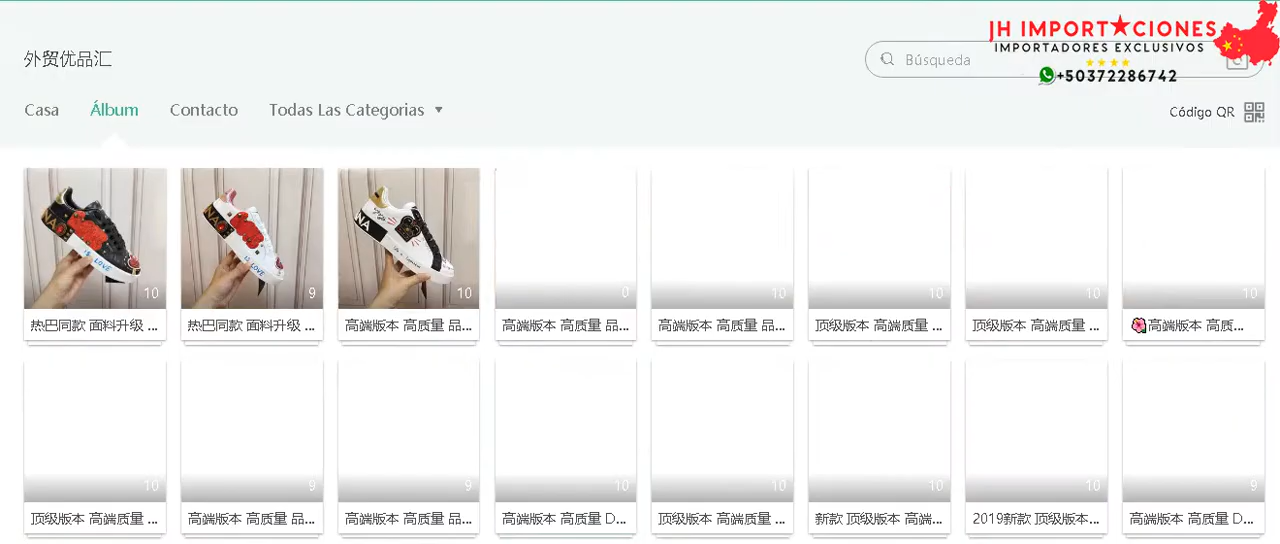 JH IMPORT★CIONES
IMPORTADORES EXCLUSIVOS
外贸优品汇
Búsqueda
+50372286742
Casa
Álbum
Contacto
Todas Las Categorias
Código QR
10
9
10
0
10
10
10
10
热巴同款 面料升级 ...
热巴同款 面料升级 ...
高端版本 高质量 品...
高端版本 高质量 品...
高端版本 高质量 品...
顶级版本 高端质量 ...
顶级版本 高端质量 ...
🌺高端版本 高质...
10
9
9
10
10
10
10
9
顶级版本 高端质量 ...
高端版本 高质量 品...
高端版本 高质量 品...
高端版本 高质量 D...
顶级版本 高端质量 ...
新款 顶级版本 高端...
2019新款 顶级版本...
高端版本 高质量 D...